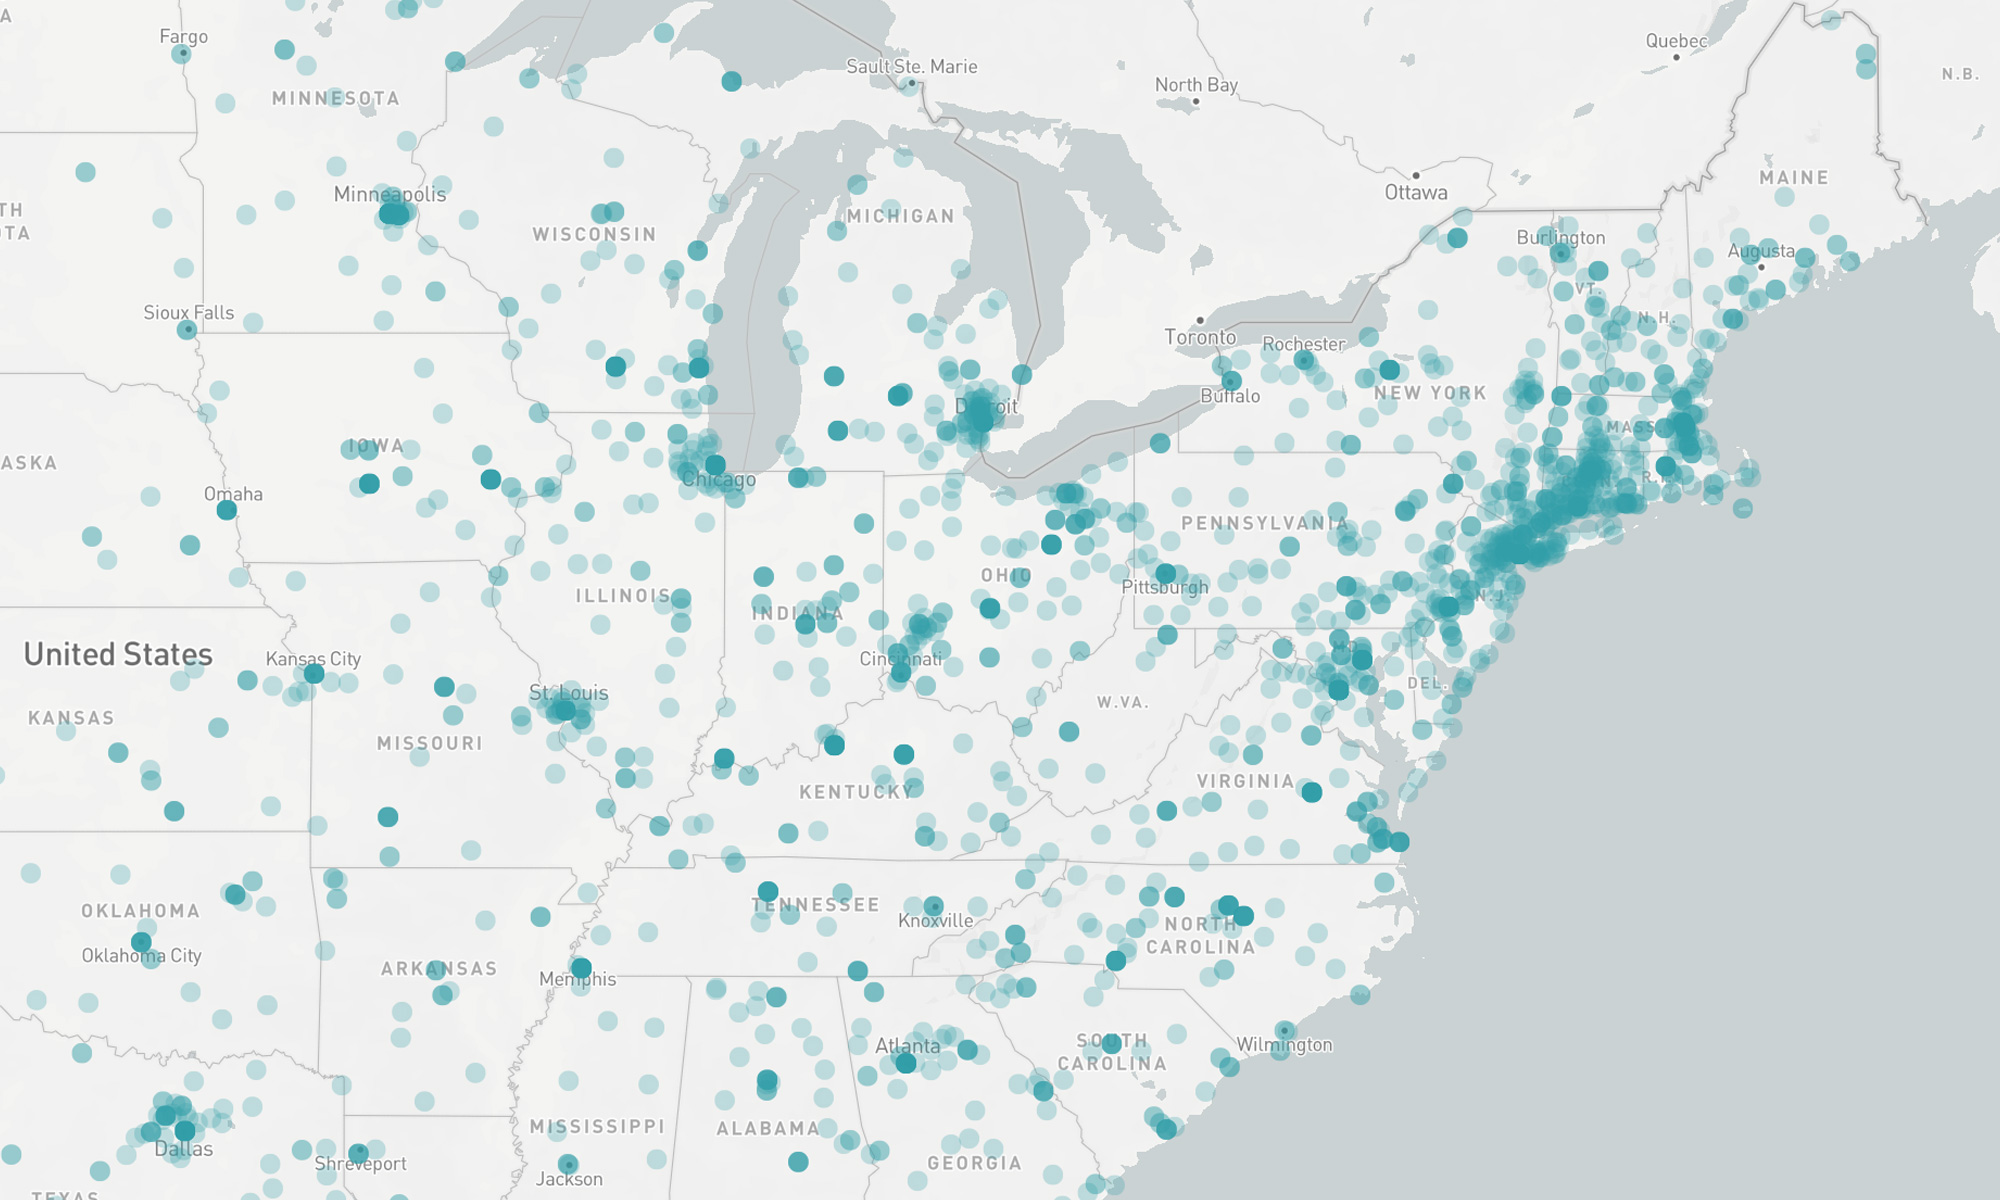 Fargo
Quebec
Sault Ste. Marie
N.B.
North Bay
MINNESOTA
MAINE
Ottawa
Minneapolis
TH
OTA
MICHIGAN
WISCONSIN
Burlington
Augusta
VT.
Sioux Falls
N.H.
Toronto
Rochester
NEW YORK
Buffalo
Detroit
MASS.
IOWA
ASKA
Chicago
R.I.
Omaha
PENNSYLVANIA
OHIO
Pittsburgh
ILLINOIS
N.J.
INDIANA
MD.
United States
Kansas City
Cincinnati
DEL.
St. Louis
W.VA.
KANSAS
MISSOURI
VIRGINIA
KENTUCKY
TENNESSEE
OKLAHOMA
Knoxville
NORTH
CAROLINA
Oklahoma City
ARKANSAS
Memphis
SOUTH
CAROLINA
Atlanta
Wilmington
MISSISSIPPI
ALABAMA
Dallas
Shreveport
GEORGIA
Jackson
TEXAS